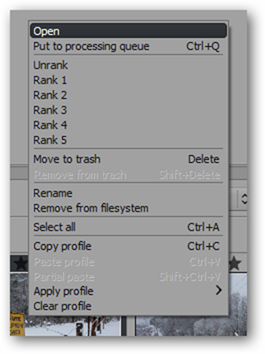 Open
Put to processing queue Ctrl+Q
Unrank
Rank 1
Rank 2
Rank 3
Rank 4
Rank 5
Move to trash Delete
Remove from trash Shift+Delete
Rename
Remove from filesystem
Select all Ctrl+A
Copy profile Ctrl+C
Paste profile Ctrl+V
Partial paste Shift+Ctrl+V
Apply profile
Clear profile